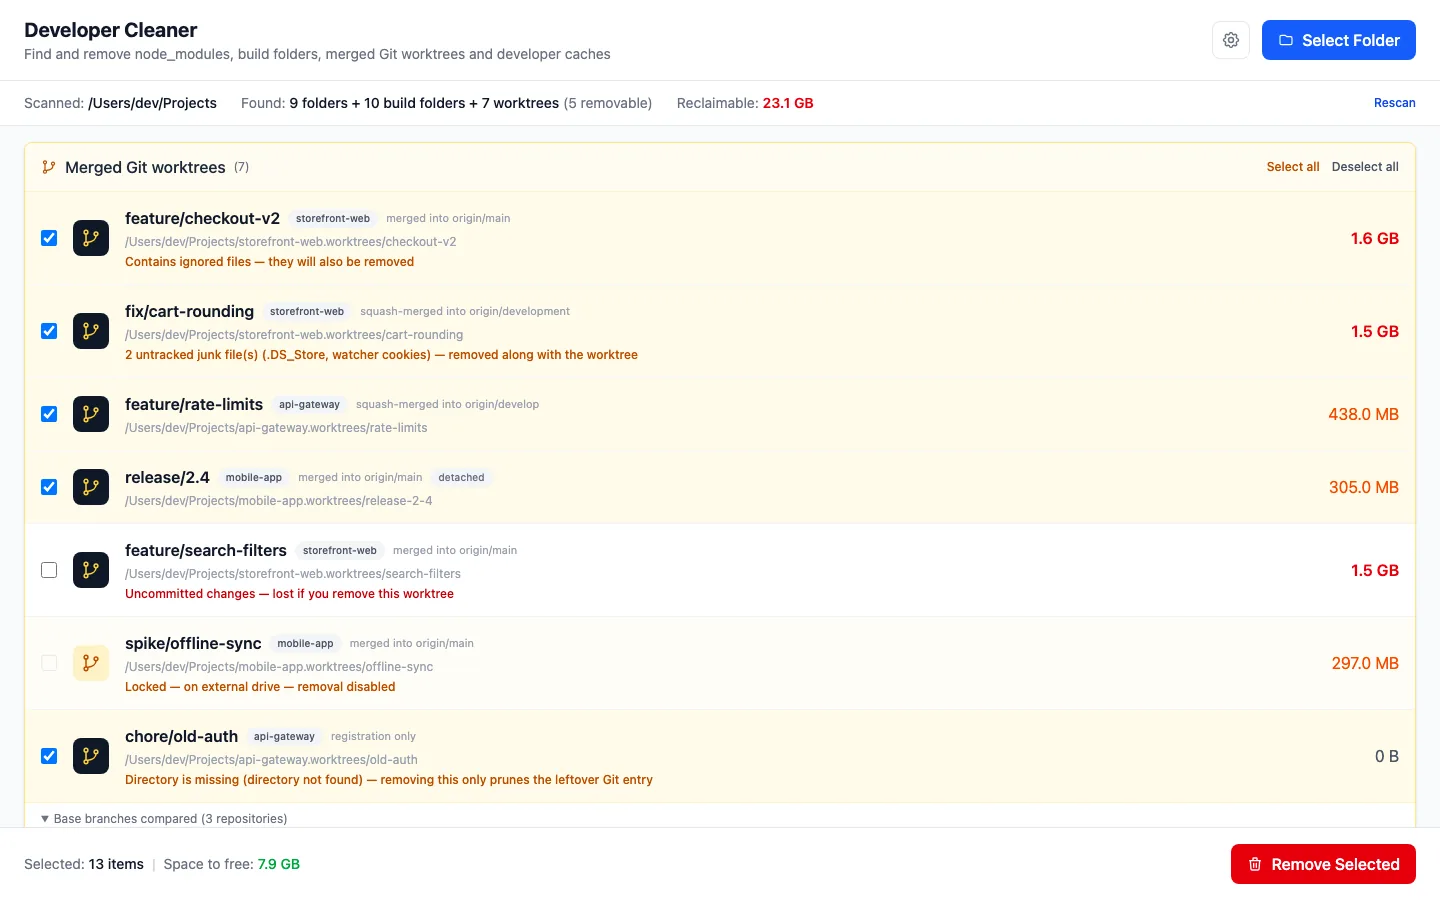 Developer Cleaner
Find and remove node_modules, build folders, merged Git worktrees and developer caches
Select Folder
Scanned: /Users/dev/Projects Found: 9 folders + 10 build folders + 7 worktrees (5 removable) Reclaimable: 23.1 GB Rescan
Merged Git worktrees (7) Select all Deselect all
feature/checkout-v2 storefront-web merged into origin/main
/Users/dev/Projects/storefront-web.worktrees/checkout-v2
Contains ignored files — they will also be removed
1.6 GB
fix/cart-rounding storefront-web squash-merged into origin/development
/Users/dev/Projects/storefront-web.worktrees/cart-rounding
2 untracked junk file(s) (.DS_Store, watcher cookies) — removed along with the worktree
1.5 GB
feature/rate-limits api-gateway squash-merged into origin/develop
/Users/dev/Projects/api-gateway.worktrees/rate-limits
438.0 MB
release/2.4 mobile-app merged into origin/main detached
/Users/dev/Projects/mobile-app.worktrees/release-2-4
305.0 MB
feature/search-filters storefront-web merged into origin/main
/Users/dev/Projects/storefront-web.worktrees/search-filters
Uncommitted changes — lost if you remove this worktree
1.5 GB
spike/offline-sync mobile-app merged into origin/main
/Users/dev/Projects/mobile-app.worktrees/offline-sync
Locked — on external drive — removal disabled
297.0 MB
chore/old-auth api-gateway registration only
/Users/dev/Projects/api-gateway.worktrees/old-auth
Directory is missing (directory not found) — removing this only prunes the leftover Git entry
0 B
▼ Base branches compared (3 repositories)
Selected: 13 items | Space to free: 7.9 GB
Remove Selected